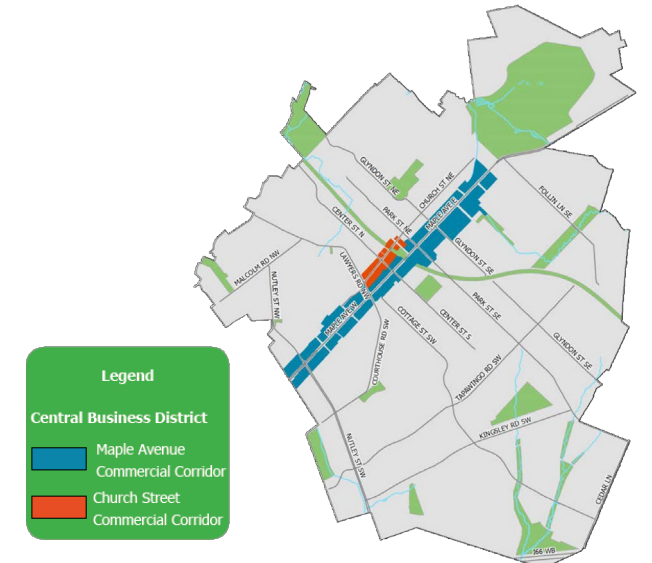 GLYNDON ST NE
CHURCH ST NE
PARK ST NE
FOLLIN LN SE
MAPLE AVE E
CENTER ST N
GLYNDON ST SE
MALCOLM RD NW
LAWYERS RD NW
NUTLEY ST NW
PARK ST SE
MAPLE AVE W
COTTAGE ST SW
CENTER ST S
COURTHOUSE RD SW
GLYNDON ST SE
TAPAWINGO RD SW
KINGSLEY RD SW
NUTLEY ST SW
CEDAR LN
I66 WB
Legend
Central Business District
Maple Avenue
Commercial Corridor
Church Street
Commercial Corridor